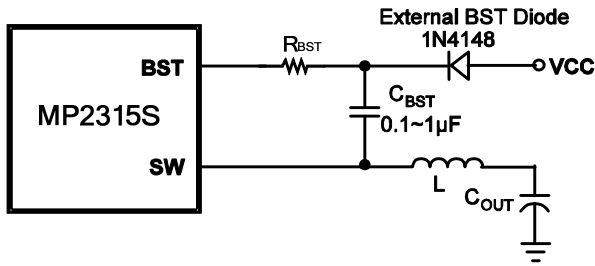 External BST Diode
1N4148
BST
RBST
VCC
MP2315S
CBST
0.1~1µF
SW
L
COUT